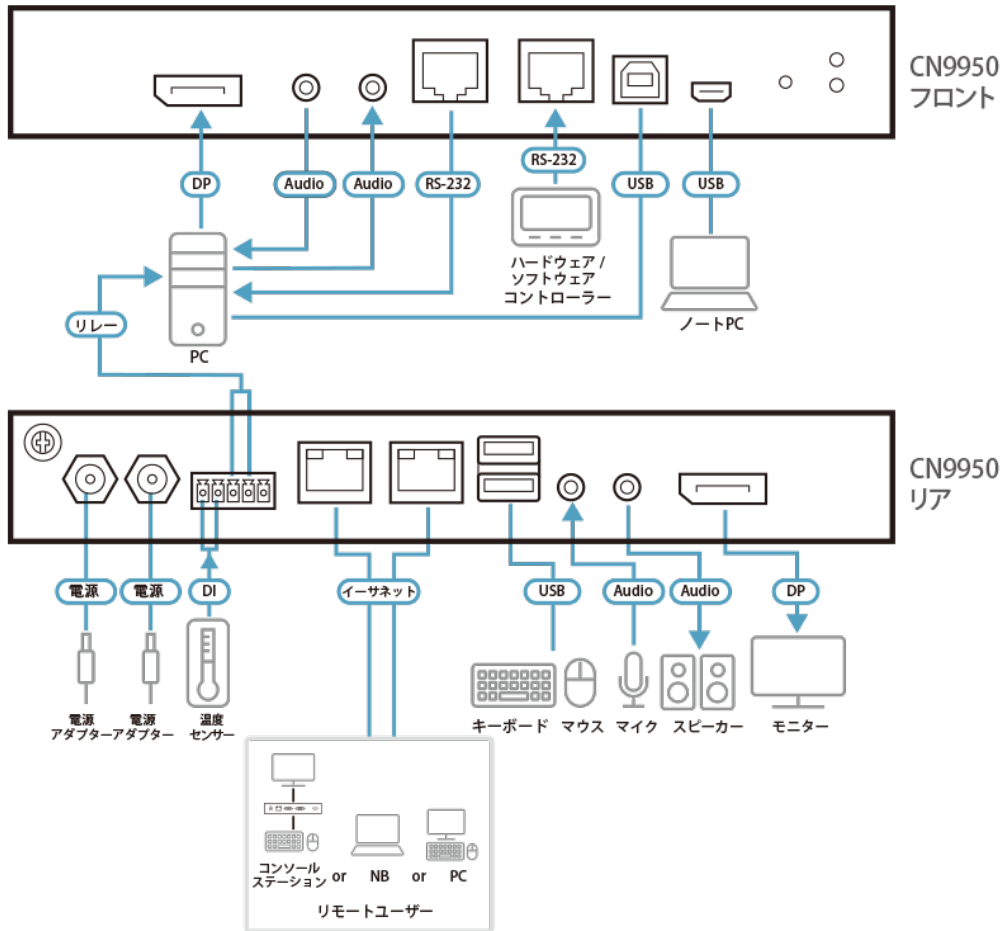 CN9950
フロント
DP
Audio
Audio
RS-232
RS-232
USB
USB
ハードウェア /
ソフトウェア
コントローラー
ノートPC
リレー
PC
CN9950
リア
電源
電源
DI
イーサネット
USB
Audio
Audio
DP
電源
アダプター
電源
アダプター
温度
センサー
キーボード
マウス
マイク
スピーカー
モニター
コンソール
ステーション
or
NB
or
PC
リモートユーザー